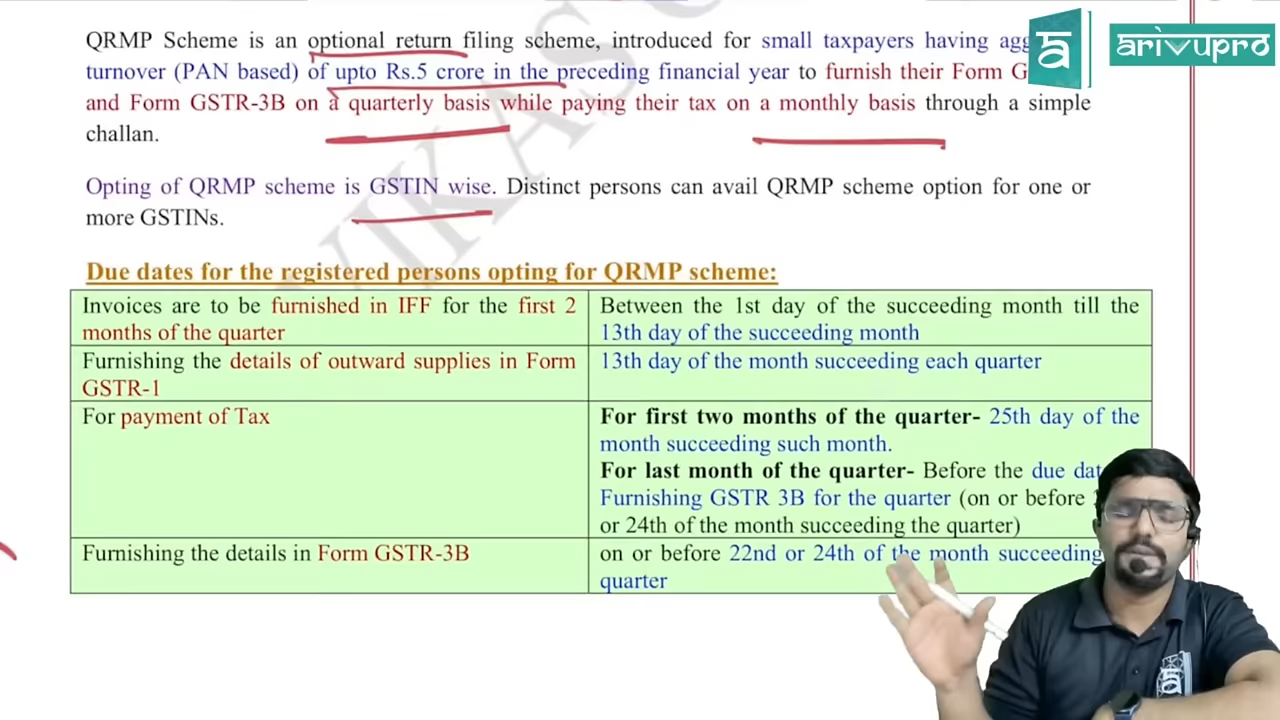 QRMP Scheme is an optional return filing scheme, introduced for small taxpayers having
turnover (PAN based) of upto Rs.5 crore in the preceding financial year to furnish their Form
and Form GSTR-3B on a quarterly basis while paying their tax on a monthly basis through a simple
challan.
arivupro
Opting of QRMP scheme is GSTIN wise. Distinct persons can avail QRMP scheme option for one or
more GSTINs.
Due dates for the registered persons opting for QRMP scheme:
Invoices are to be furnished in IFF for the first 2
months of the quarter
Between the 1st day of the succeeding month till the
13th day of the succeeding month
Furnishing the details of outward supplies in Form
GSTR-1
13th day of the month succeeding each quarter
For payment of Tax
For first two months of the quarter- 25th day of the
month succeeding such month.
For last month of the quarter- Before the due
Furnishing GSTR 3B for the quarter (on or before
or 24th of the month succeeding the quarter)
Furnishing the details in Form GSTR-3B
on or before 22nd or 24th of the month succeeding
quarter
VIKAS